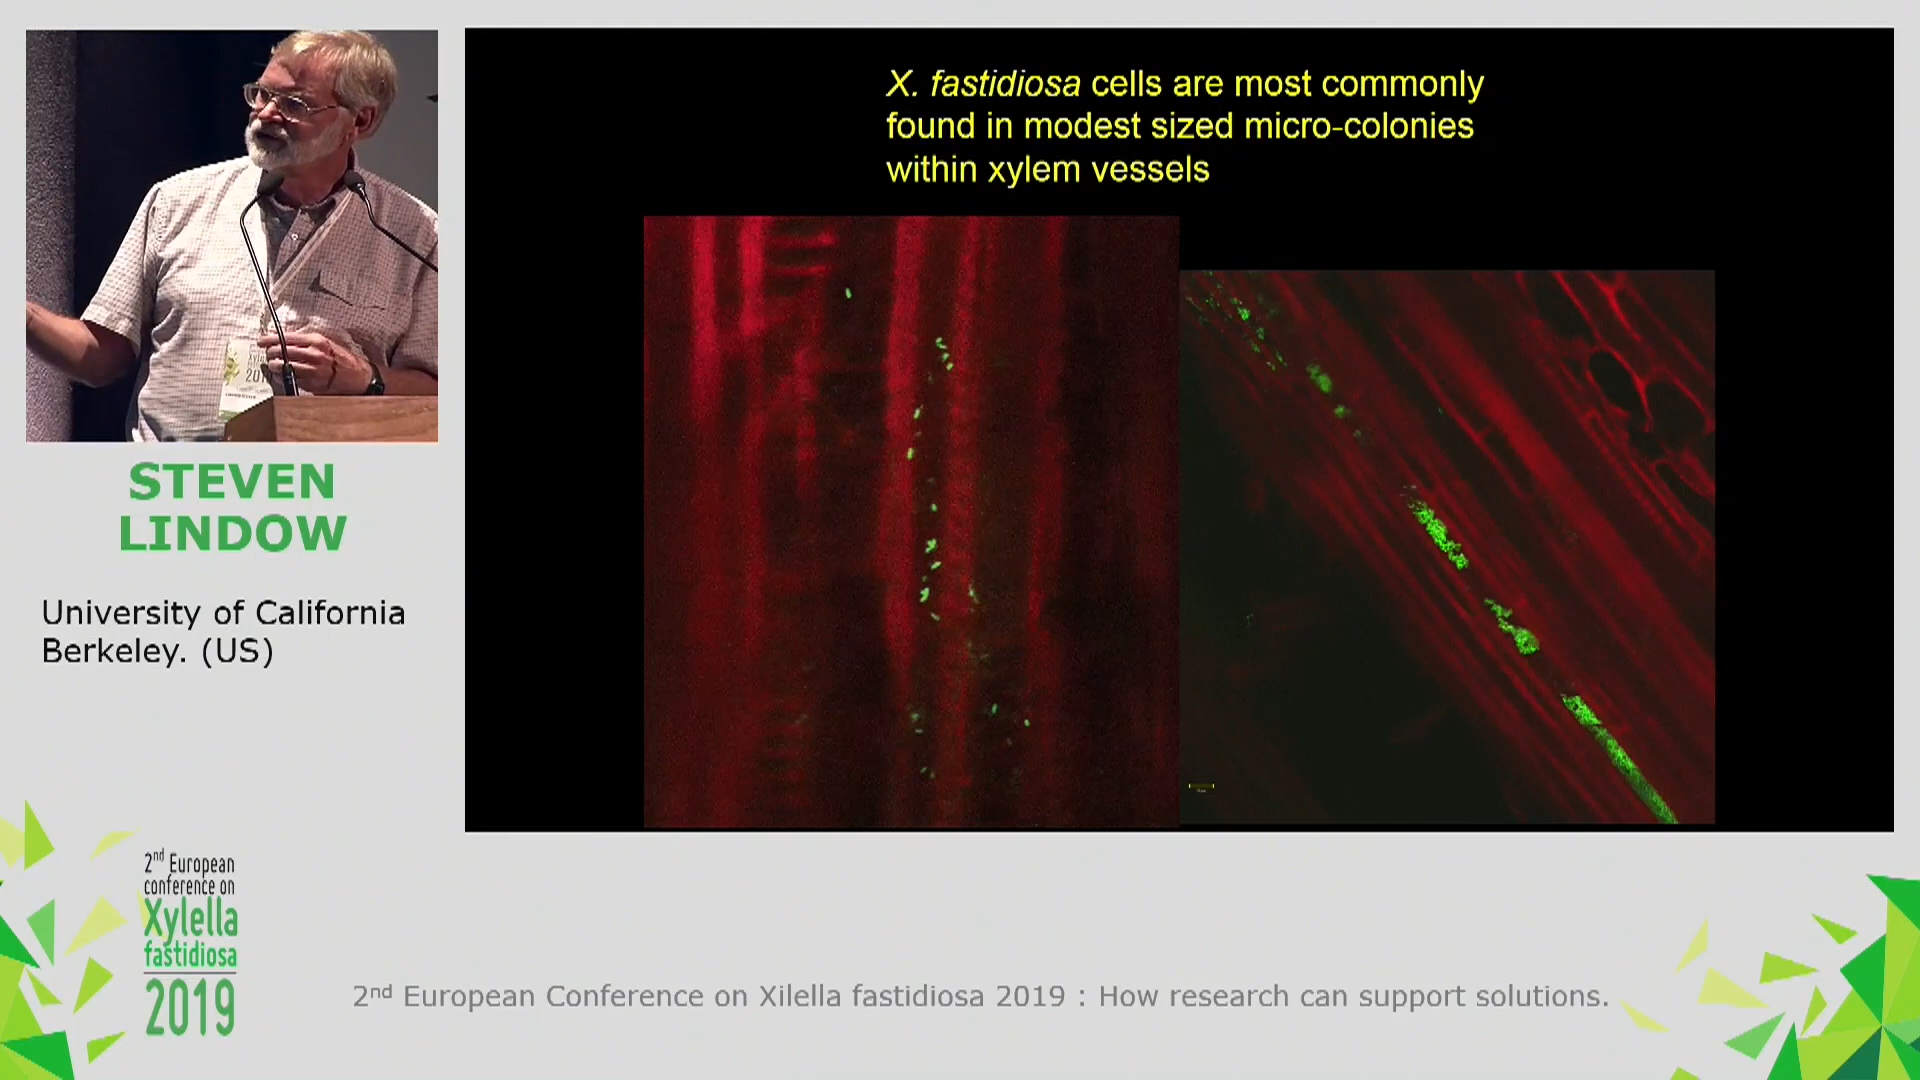 X. fastidiosa cells are most commonly
found in modest sized micro-colonies
within xylem vessels
STEVEN
LINDOW
University of California
Berkeley. (US)
2nd European
conference on
Xylella
fastidiosa
2019
2nd European Conference on Xilella fastidiosa 2019 : How research can support solutions.